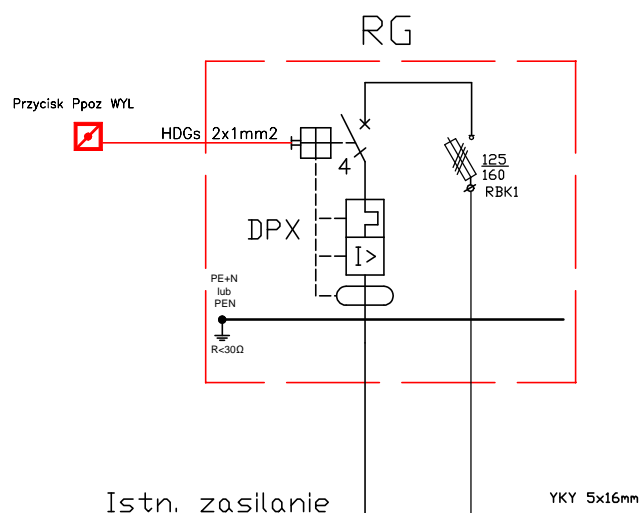 RG
Przycisk Ppoz WYL
HDGs 2x1mm2
4
125
160
RBK1
DPX
I>
PE+N
lub
PEN
R<30Ω
Istn. zasilanie
YKY 5x16mm